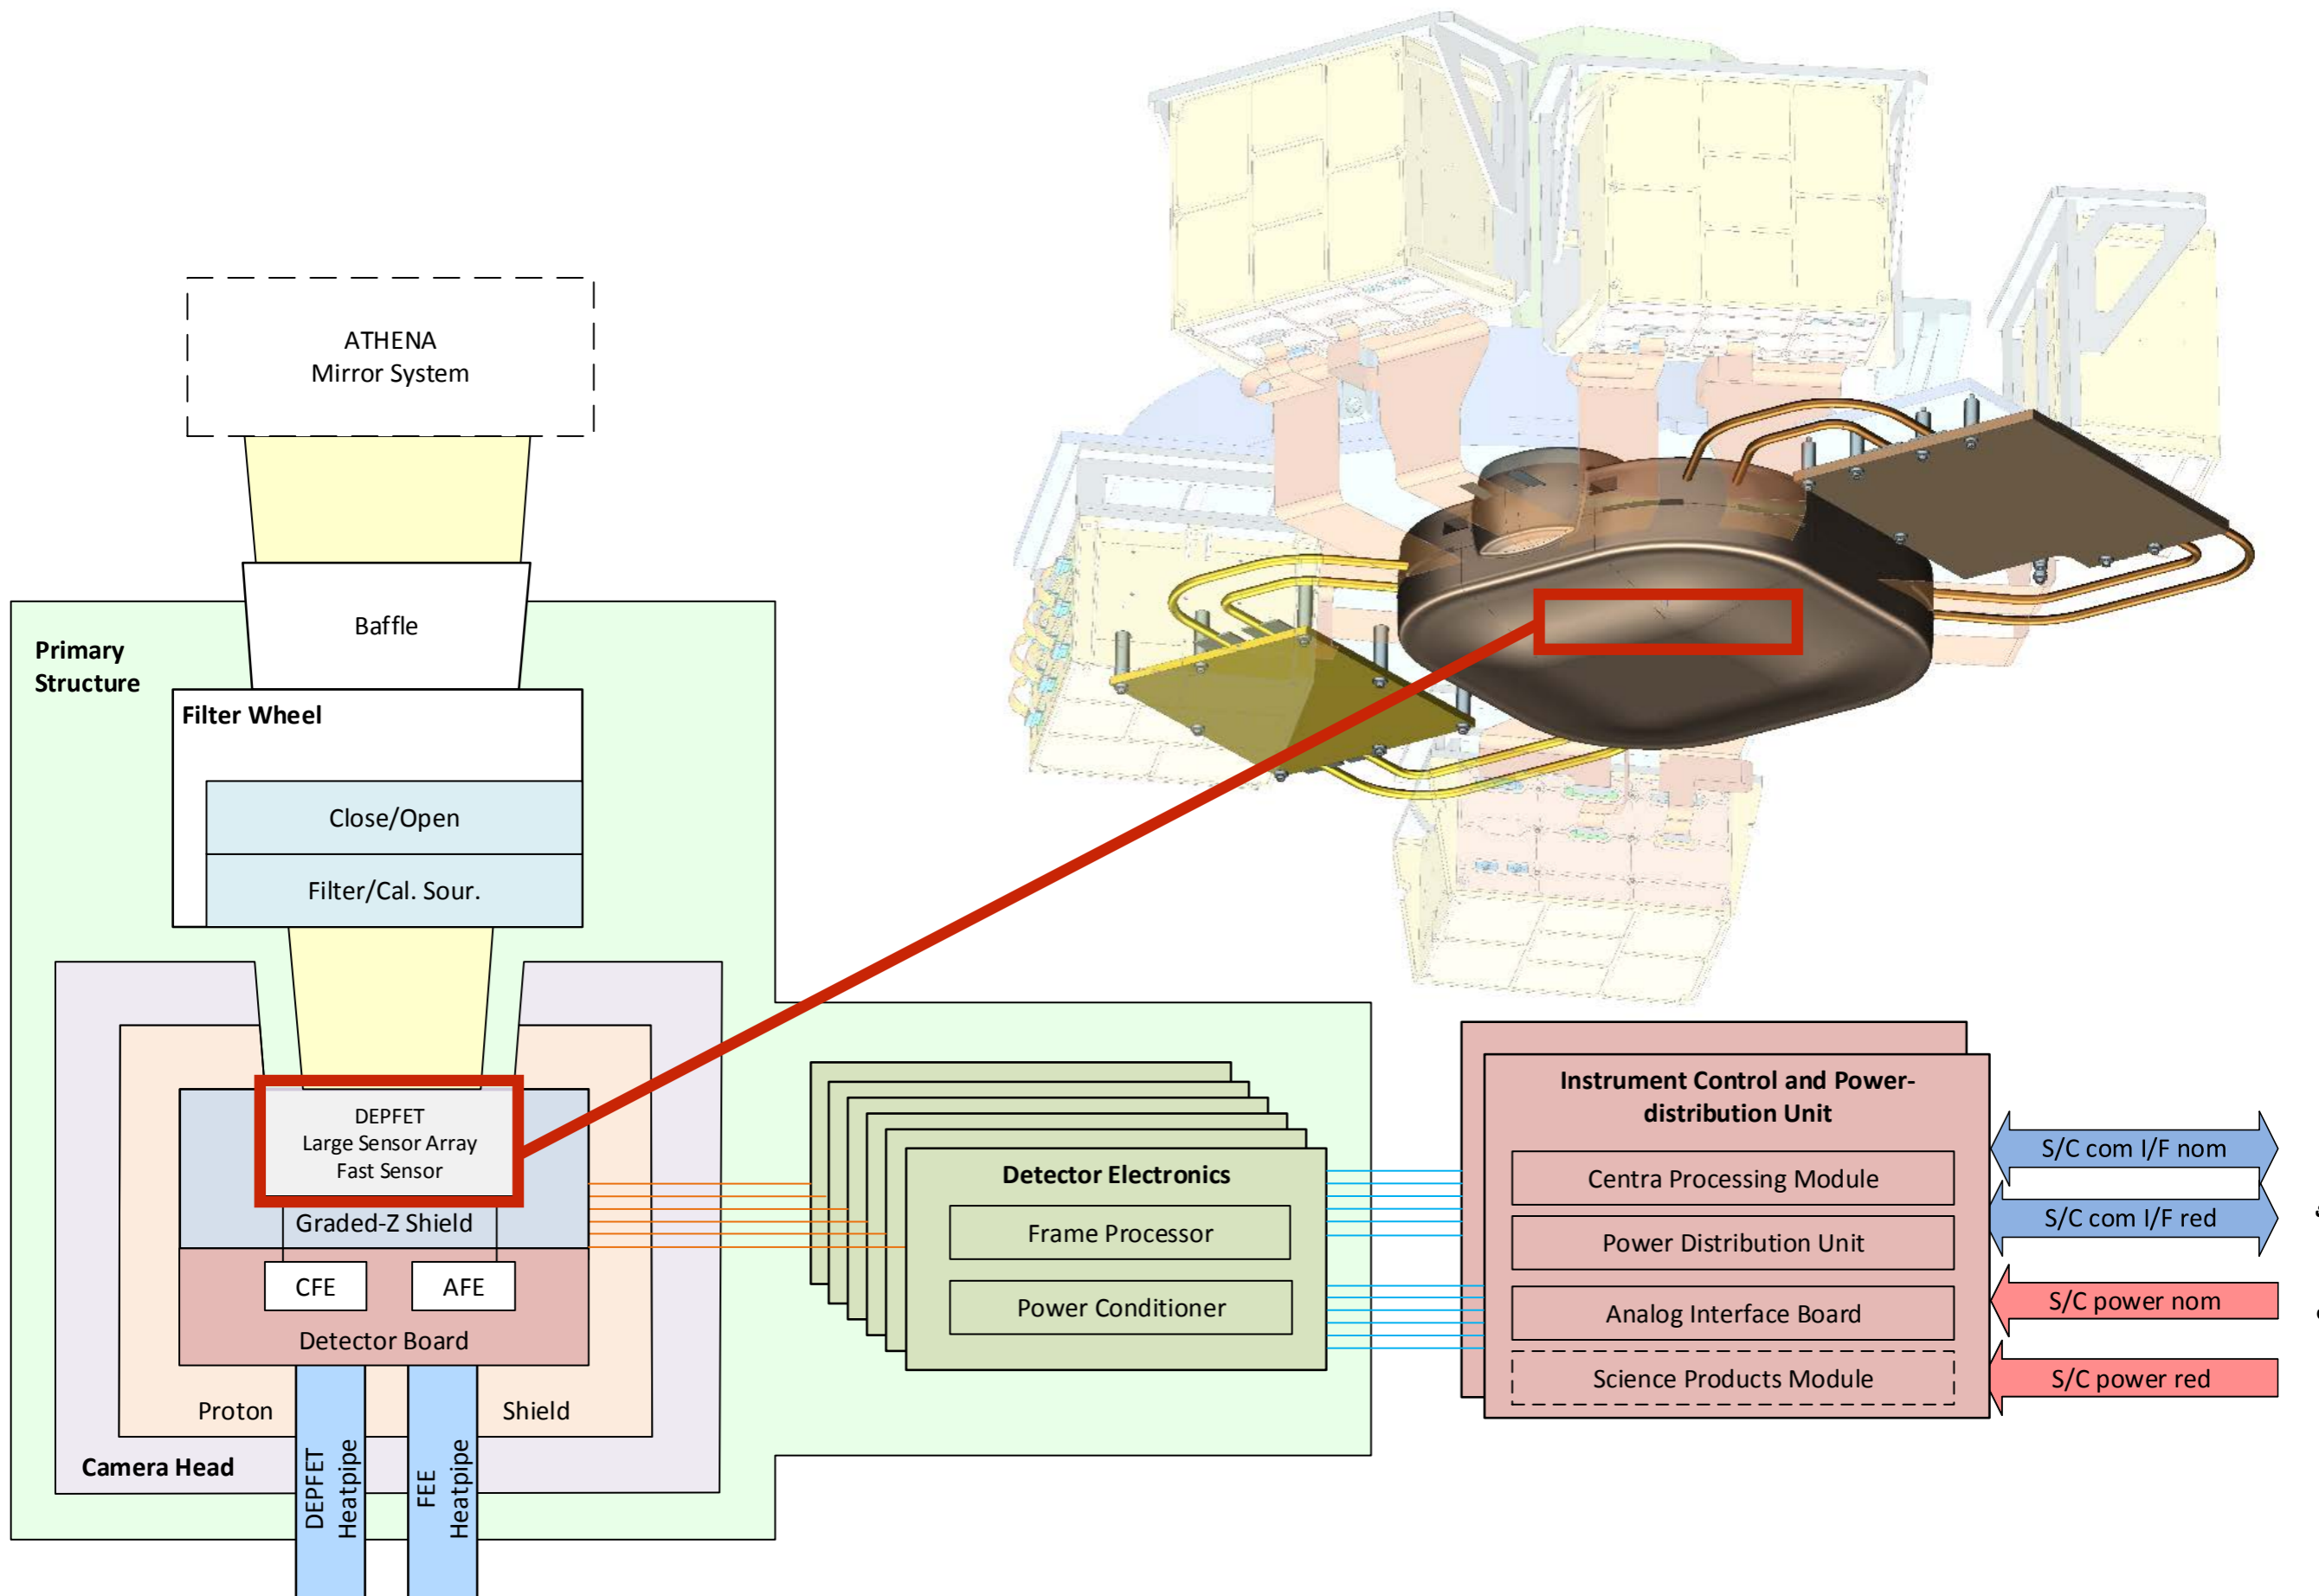 ATHENA
Mirror System
Baffle
Primary
Structure
Filter Wheel
Close/Open
Filter/Cal. Sour.
DEPFET
Large Sensor Array
Fast Sensor
Graded-Z Shield
CFE
AFE
Detector Board
Proton
Shield
Camera Head
DEPFET
Heatpipe
FEE
Heatpipe
Detector Electronics
Frame Processor
Power Conditioner
Instrument Control and Power-
distribution Unit
Centra Processing Module
Power Distribution Unit
Analog Interface Board
Science Products Module
S/C com I/F nom
S/C com I/F red
S/C power nom
S/C power red